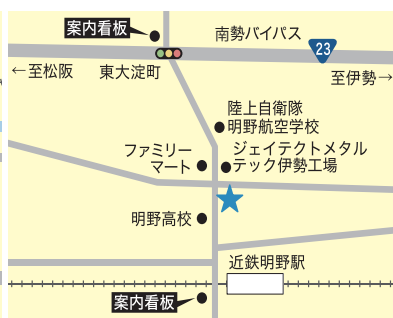 案内看板
南勢バイパス
23
←至松阪
東大淀町
至伊勢→
陸上自衛隊
明野航空学校
ファミリー
マート
ジェイテクトメタル
テック伊勢工場
明野高校
近鉄明野駅
案内看板